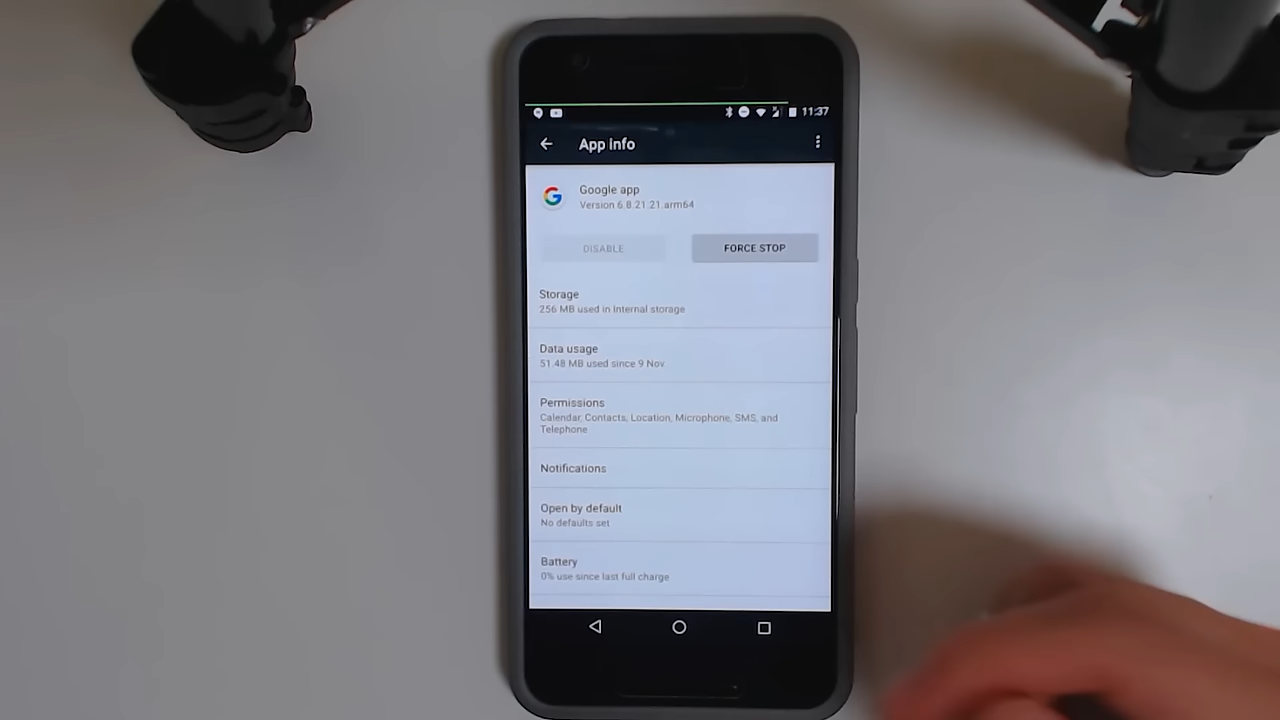 11:37
App info
Google app
Version 6.8.21.21.arm64
DISABLE
FORCE STOP
Storage
256 MB used in Internal storage
Data usage
51.48 MB used since 9 Nov
Permissions
Calendar, Contacts, Location, Microphone, SMS, and
Telephone
Notifications
Open by default
No defaults set
Battery
0% use since last full charge